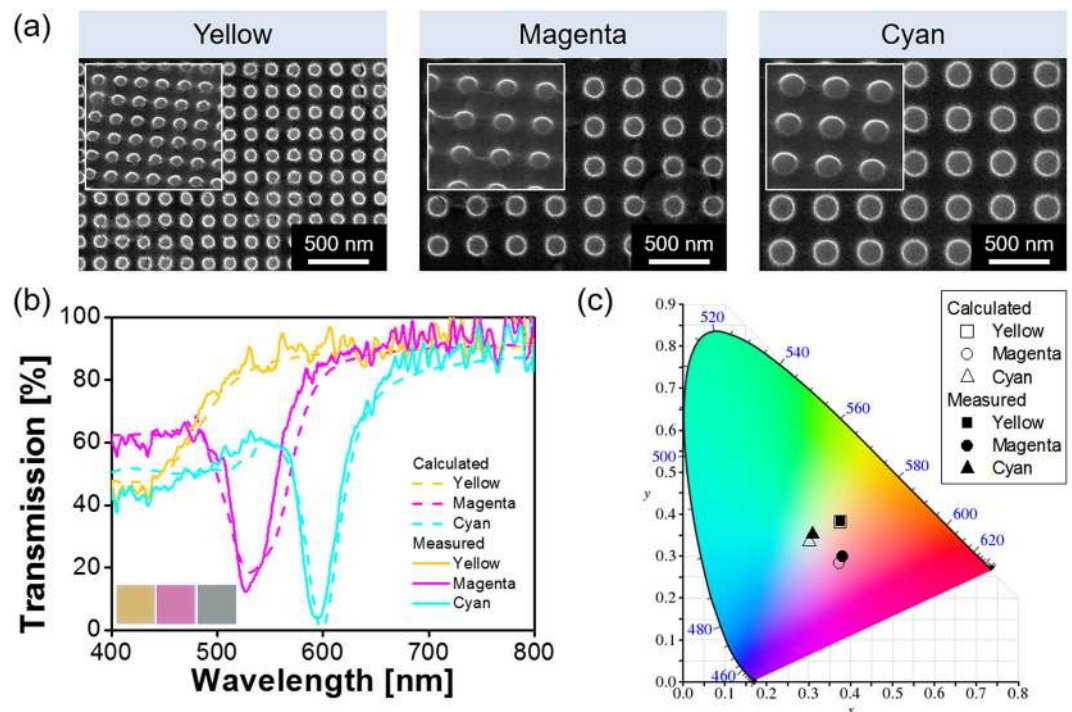 (a)
Yellow
Magenta
Cyan
500 nm
500 nm
500 nm
(b)
Transmission [%]
100
80
60
40
20
0
400
500
600
700
800
Wavelength [nm]
Calculated
Yellow
Magenta
Cyan
Measured
Yellow
Magenta
Cyan
(c)
Calculated
Yellow
Magenta
Cyan
Measured
Yellow
Magenta
Cyan
0.9
0.8
0.7
0.6
0.5
0.4
0.3
0.2
0.1
0.0
y
520
540
560
580
600
620
500
480
460
0.0
0.1
0.2
0.3
0.4
0.5
0.6
0.7
0.8
x